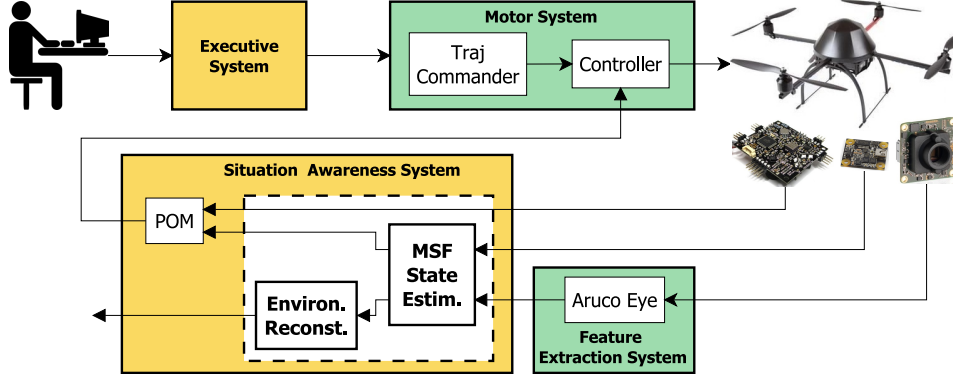 Executive
System
Motor System
Traj
Commander
Controller
Situation Awareness System
POM
MSF
State
Estim.
Environ.
Reconst.
Aruco Eye
Feature
Extraction System